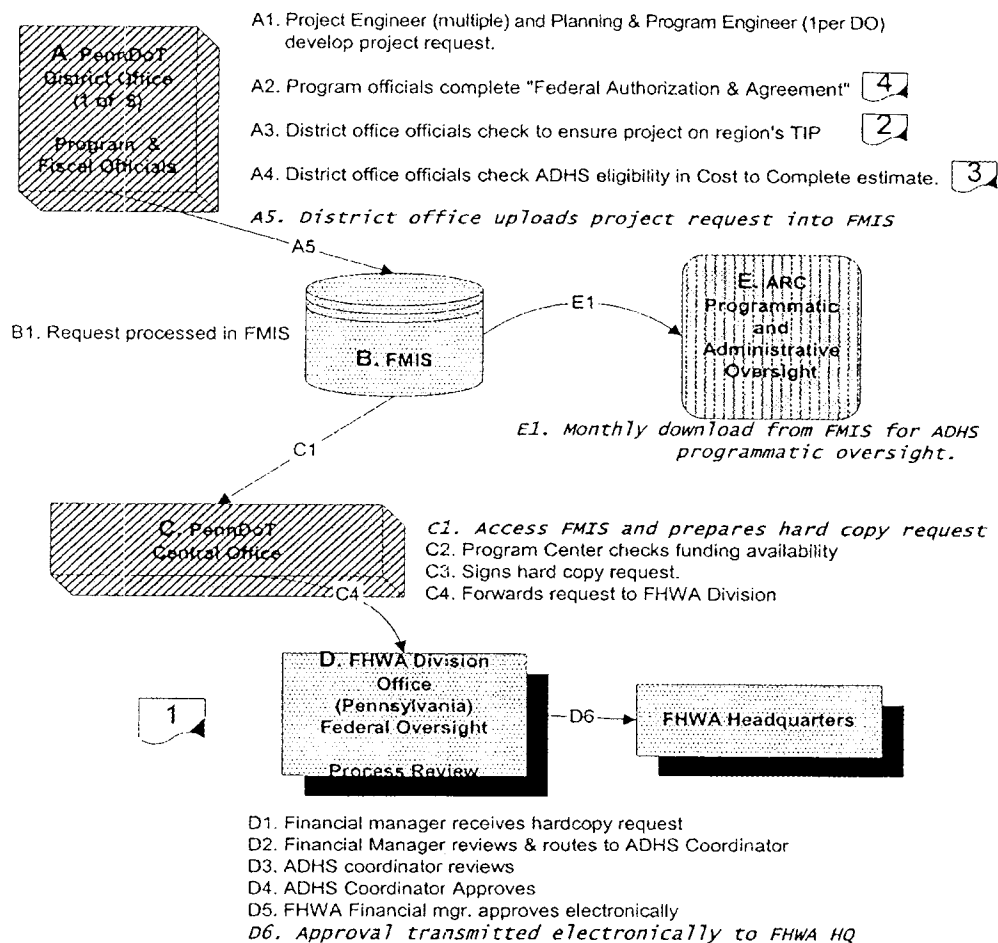 A1. Project Engineer (multiple) and Planning & Program Engineer (1per DO)
develop project request.
A. PennDoT
District Office
(1 of 8)
Program &
Fiscal Officials
A2. Program officials complete "Federal Authorization & Agreement"
4
A3. District office officials check to ensure project on region's TIP
2
A4. District office officials check ADHS eligibility in Cost to Complete estimate.
3
A5. District office uploads project request into FMIS
A5
B1. Request processed in FMIS
B. FMIS
E1
E. ARC
Programmatic
and
Administrative
Oversight
E1. Monthly download from FMIS for ADHS
programmatic oversight.
C1
C. PennDoT
Central Office
C1. Access FMIS and prepares hard copy request
C2. Program Center checks funding availability
C3. Signs hard copy request.
C4. Forwards request to FHWA Division
C4
1
D. FHWA Division
Office
(Pennsylvania)
Federal Oversight
Process Review
D6
FHWA Headquarters
D1. Financial manager receives hardcopy request
D2. Financial Manager reviews & routes to ADHS Coordinator
D3. ADHS coordinator reviews
D4. ADHS Coordinator Approves
D5. FHWA Financial mgr. approves electronically
D6. Approval transmitted electronically to FHWA HQ